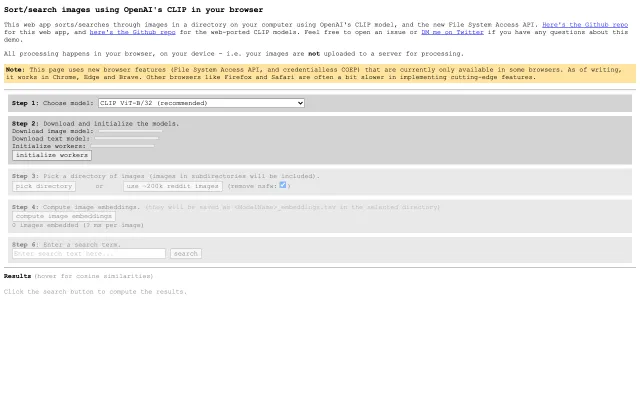 Sort/search images using OpenAI's CLIP in your browser
This web app sorts/searches through images in a directory on your computer using OpenAI's CLIP model, and the new File System Access API. Here's the Github repo
for this web app, and here's the Github repo for the web-ported CLIP models. Feel free to open an issue or DM me on Twitter if you have any questions about this
demo.
All processing happens in your browser, on your device - i.e. your images are not uploaded to a server for processing.
Note: This page uses new browser features (File System Access API, and credentialless COEP) that are currently only available in some browsers. As of writing,
it works in Chrome, Edge and Brave. Other browsers like Firefox and Safari are often a bit slower in implementing cutting-edge features.
Step 1: Choose model: CLIP ViT-B/32 (recommended)
Step 2: Download and initialize the models.
Download image model:
Download text model:
Initialize workers:
initialize workers
Step 3: Pick a directory of images (images in subdirectories will be included).
pick directory or use ~200k reddit images (remove nsfw: )
Step 4: Compute image embeddings. (they will be saved as <ModelName>_embeddings.tsv in the selected directory)
compute image embeddings
0 images embedded (? ms per image)
Step 5: Enter a search term.
Enter search text here... search
Results (hover for cosine similarities)
Click the search button to compute the results.